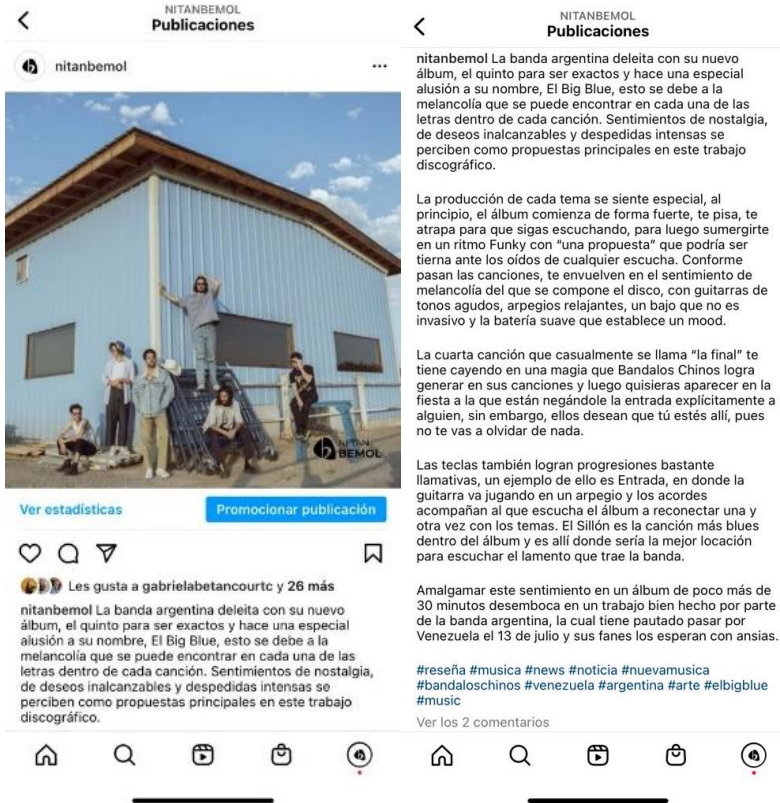 NITANBEMOL
Publicaciones
nitanbemol
NI TAN
BEMOL
Ver estadísticas
Promocionar publicación
Les gusta a gabrielabetancourtc y 26 más
nitanbemol La banda argentina deleita con su nuevo
álbum, el quinto para ser exactos y hace una especial
alusión a su nombre, El Big Blue, esto se debe a la
melancolía que se puede encontrar en cada una de las
letras dentro de cada canción. Sentimientos de nostalgia,
de deseos inalcanzables y despedidas intensas se
perciben como propuestas principales en este trabajo
discográfico.
NITANBEMOL
Publicaciones
nitanbemol La banda argentina deleita con su nuevo
álbum, el quinto para ser exactos y hace una especial
alusión a su nombre, El Big Blue, esto se debe a la
melancolía que se puede encontrar en cada una de las
letras dentro de cada canción. Sentimientos de nostalgia,
de deseos inalcanzables y despedidas intensas se
perciben como propuestas principales en este trabajo
discográfico.
La producción de cada tema se siente especial, al
principio, el álbum comienza de forma fuerte, te pisa, te
atrapa para que sigas escuchando, para luego sumergirte
en un ritmo Funky con “una propuesta” que podría ser
tierna ante los oídos de cualquier escucha. Conforme
pasan las canciones, te envuelven en el sentimiento de
melancolía del que se compone el disco, con guitarras de
tonos agudos, arpegios relajantes, un bajo que no es
invasivo y la batería suave que establece un mood.
La cuarta canción que casualmente se llama “la final” te
tiene cayendo en una magia que Bandalos Chinos logra
generar en sus canciones y luego quisieras aparecer en la
fiesta a la que están negándole la entrada explícitamente a
alguien, sin embargo, ellos desean que tú estés allí, pues
no te vas a olvidar de nada.
Las teclas también logran progresiones bastante
llamativas, un ejemplo de ello es Entrada, en donde la
guitarra va jugando en un arpegio y los acordes
acompañan al que escucha el álbum a reconectar una y
otra vez con los temas. El Sillón es la canción más blues
dentro del álbum y es allí donde sería la mejor locación
para escuchar el lamento que trae la banda.
Amalgamar este sentimiento en un álbum de poco más de
30 minutos desemboca en un trabajo bien hecho por parte
de la banda argentina, la cual tiene pautado pasar por
Venezuela el 13 de julio y sus fanes los esperan con ansias.
#reseña #musica #news #noticia #nuevamusica
#bandaloschinos #venezuela #argentina #arte #elbigblue
#music
Ver los 2 comentarios